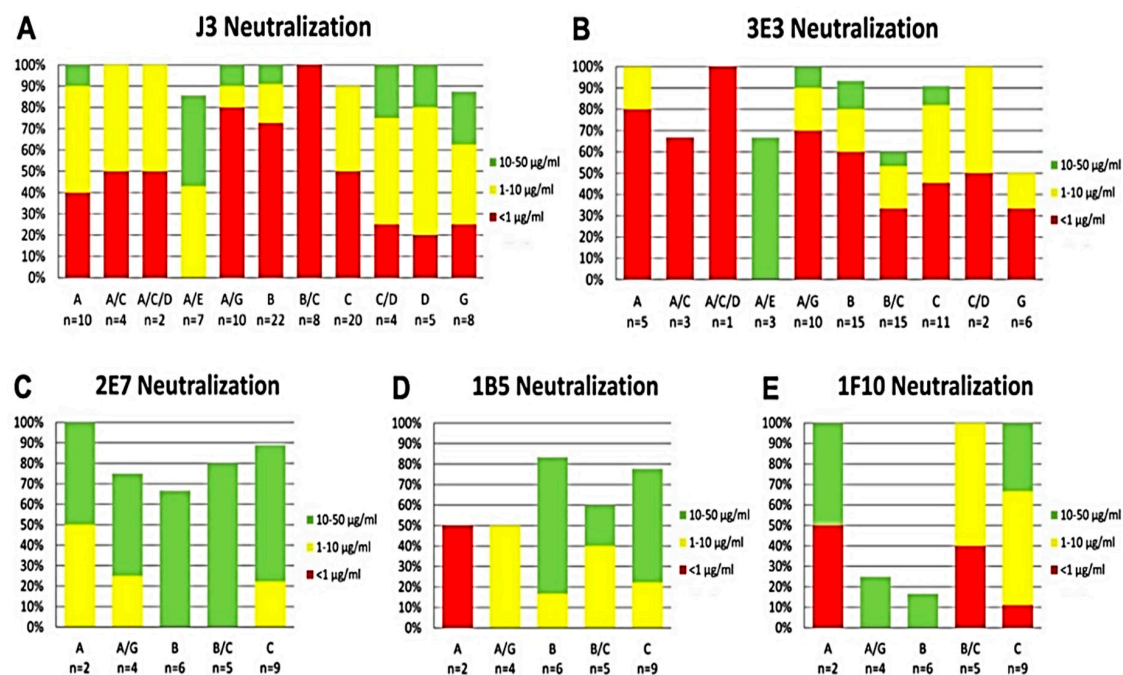 A
J3 Neutralization
100%
90%
80%
70%
60%
50%
40%
30%
20%
10%
0%
A A/C A/C/D A/E A/G B B/C C C/D D G
n=10 n=4 n=2 n=7 n=10 n=22 n=8 n=20 n=4 n=5 n=8
10-50 µg/ml
1-10 µg/ml
<1 µg/ml
B
3E3 Neutralization
100%
90%
80%
70%
60%
50%
40%
30%
20%
10%
0%
A A/C A/C/D A/E A/G B B/C C C/D G
n=5 n=3 n=1 n=3 n=10 n=15 n=15 n=11 n=2 n=6
10-50 µg/ml
1-10 µg/ml
<1 µg/ml
C
2E7 Neutralization
100%
90%
80%
70%
60%
50%
40%
30%
20%
10%
0%
A A/G B B/C C
n=2 n=4 n=6 n=5 n=9
10-50 µg/ml
1-10 µg/ml
<1 µg/ml
D
1B5 Neutralization
100%
90%
80%
70%
60%
50%
40%
30%
20%
10%
0%
A A/G B B/C C
n=2 n=4 n=6 n=5 n=9
10-50 µg/ml
1-10 µg/ml
<1 µg/ml
E
1F10 Neutralization
100%
90%
80%
70%
60%
50%
40%
30%
20%
10%
0%
A A/G B B/C C
n=2 n=4 n=6 n=5 n=9
10-50 µg/ml
1-10 µg/ml
<1 µg/ml